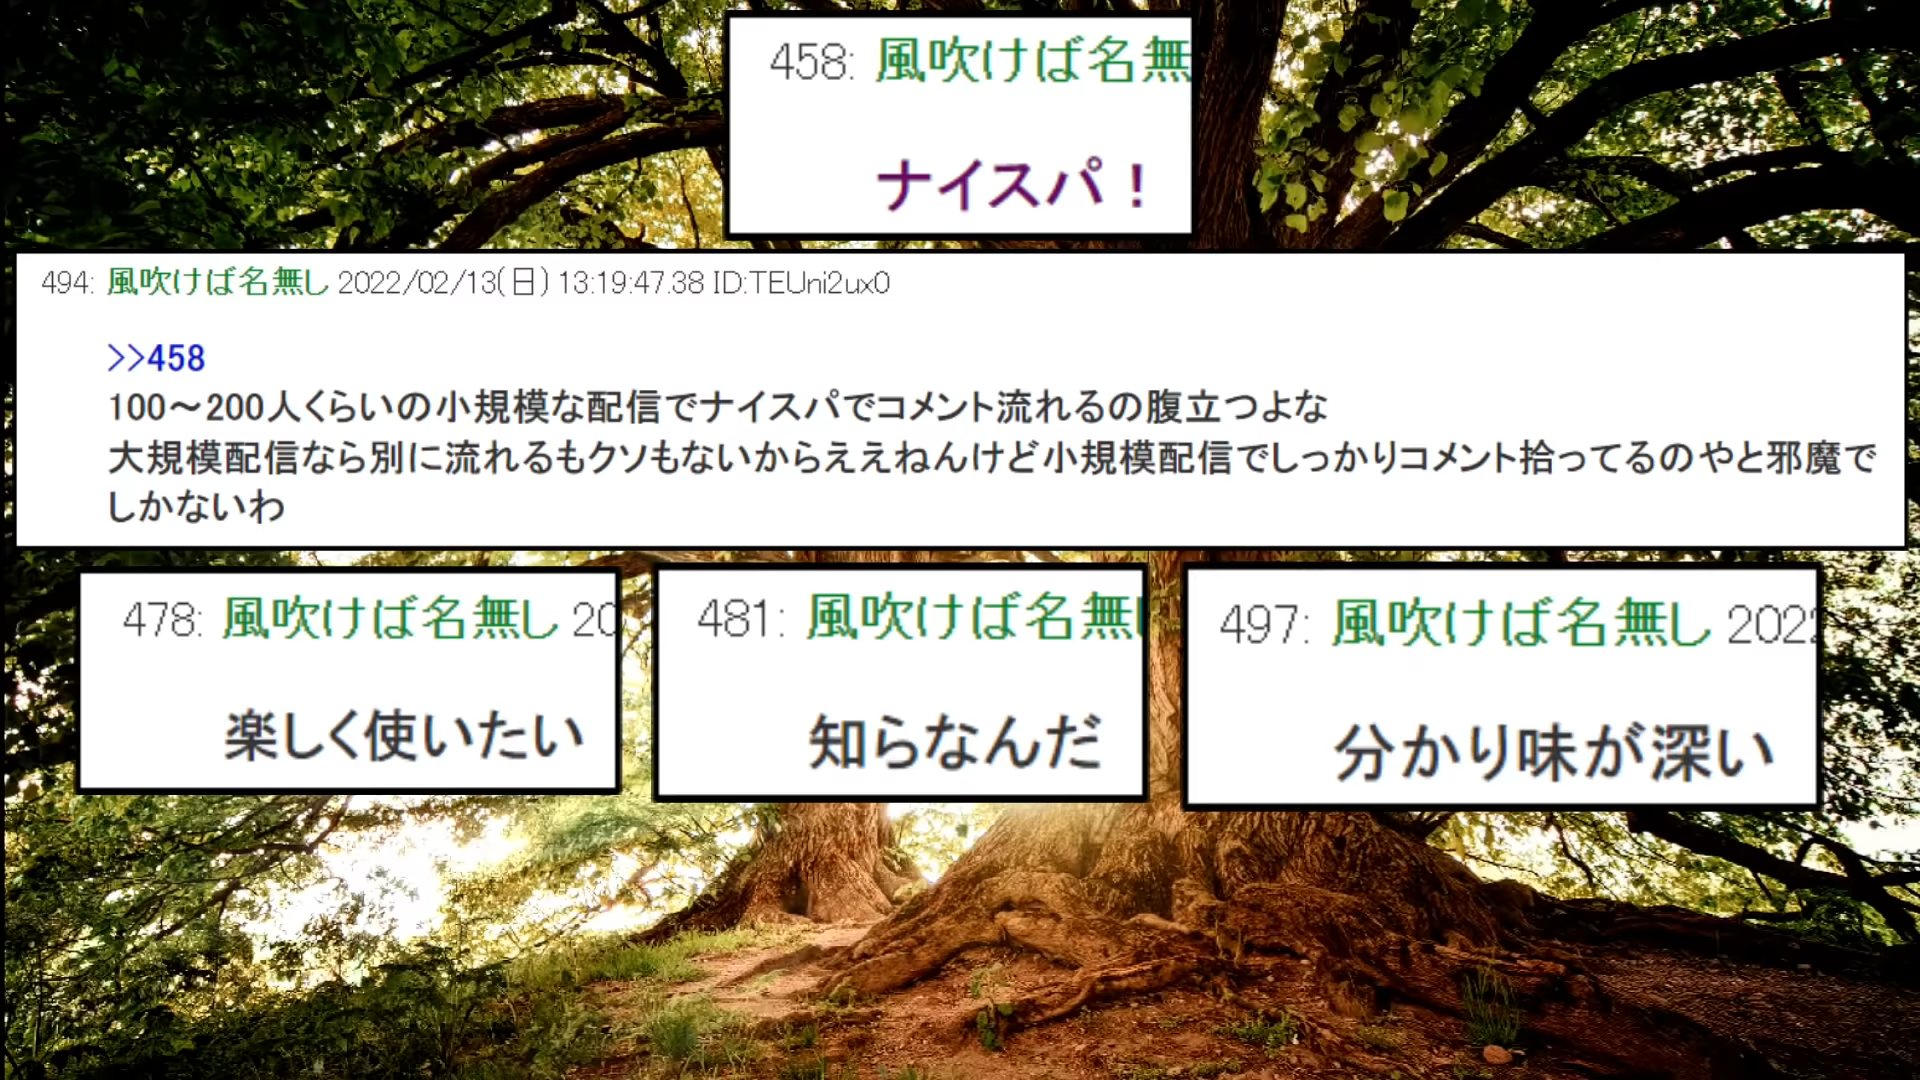 458: 風吹けば名無
ナイスパ！
494: 風吹けば名無し 2022/02/13(日) 13:19:47.38 ID:TEUni2ux0
>>458
100～200人くらいの小規模な配信でナイスパでコメント流れるの腹立つよな
大規模配信なら別に流れるもクソもないからええねんけど小規模配信でしっかりコメント拾ってるのやと邪魔で
しかないわ
478: 風吹けば名無し 20
楽しく使いたい
481: 風吹けば名無
知らなんだ
497: 風吹けば名無し 2022
分かり味が深い